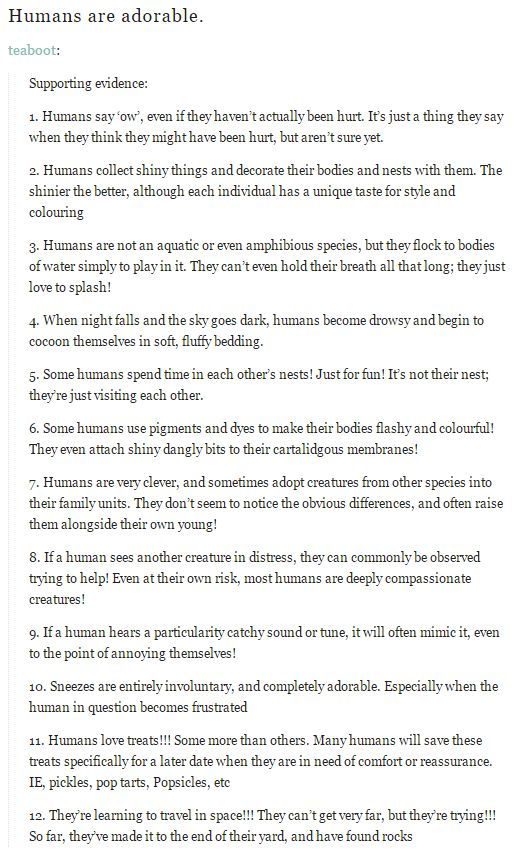 Humans are adorable.
teaboot:
Supporting evidence:
1. Humans say ‘ow’, even if they haven’t actually been hurt. It’s just a thing they say
when they think they might have been hurt, but aren’t sure yet.
2. Humans collect shiny things and decorate their bodies and nests with them. The
shinier the better, although each individual has a unique taste for style and
colouring
3. Humans are not an aquatic or even amphibious species, but they flock to bodies
of water simply to play in it. They can’t even hold their breath all that long; they just
love to splash!
4. When night falls and the sky goes dark, humans become drowsy and begin to
cocoon themselves in soft, fluffy bedding.
5. Some humans spend time in each other’s nests! Just for fun! It’s not their nest;
they’re just visiting each other.
6. Some humans use pigments and dyes to make their bodies flashy and colourful!
They even attach shiny dangly bits to their cartalidgous membranes!
7. Humans are very clever, and sometimes adopt creatures from other species into
their family units. They don’t seem to notice the obvious differences, and often raise
them alongside their own young!
8. If a human sees another creature in distress, they can commonly be observed
trying to help! Even at their own risk, most humans are deeply compassionate
creatures!
9. If a human hears a particularity catchy sound or tune, it will often mimic it, even
to the point of annoying themselves!
10. Sneezes are entirely involuntary, and completely adorable. Especially when the
human in question becomes frustrated
11. Humans love treats!!! Some more than others. Many humans will save these
treats specifically for a later date when they are in need of comfort or reassurance.
IE, pickles, pop tarts, Popsicles, etc
12. They’re learning to travel in space!!! They can’t get very far, but they’re trying!!!
So far, they’ve made it to the end of their yard, and have found rocks